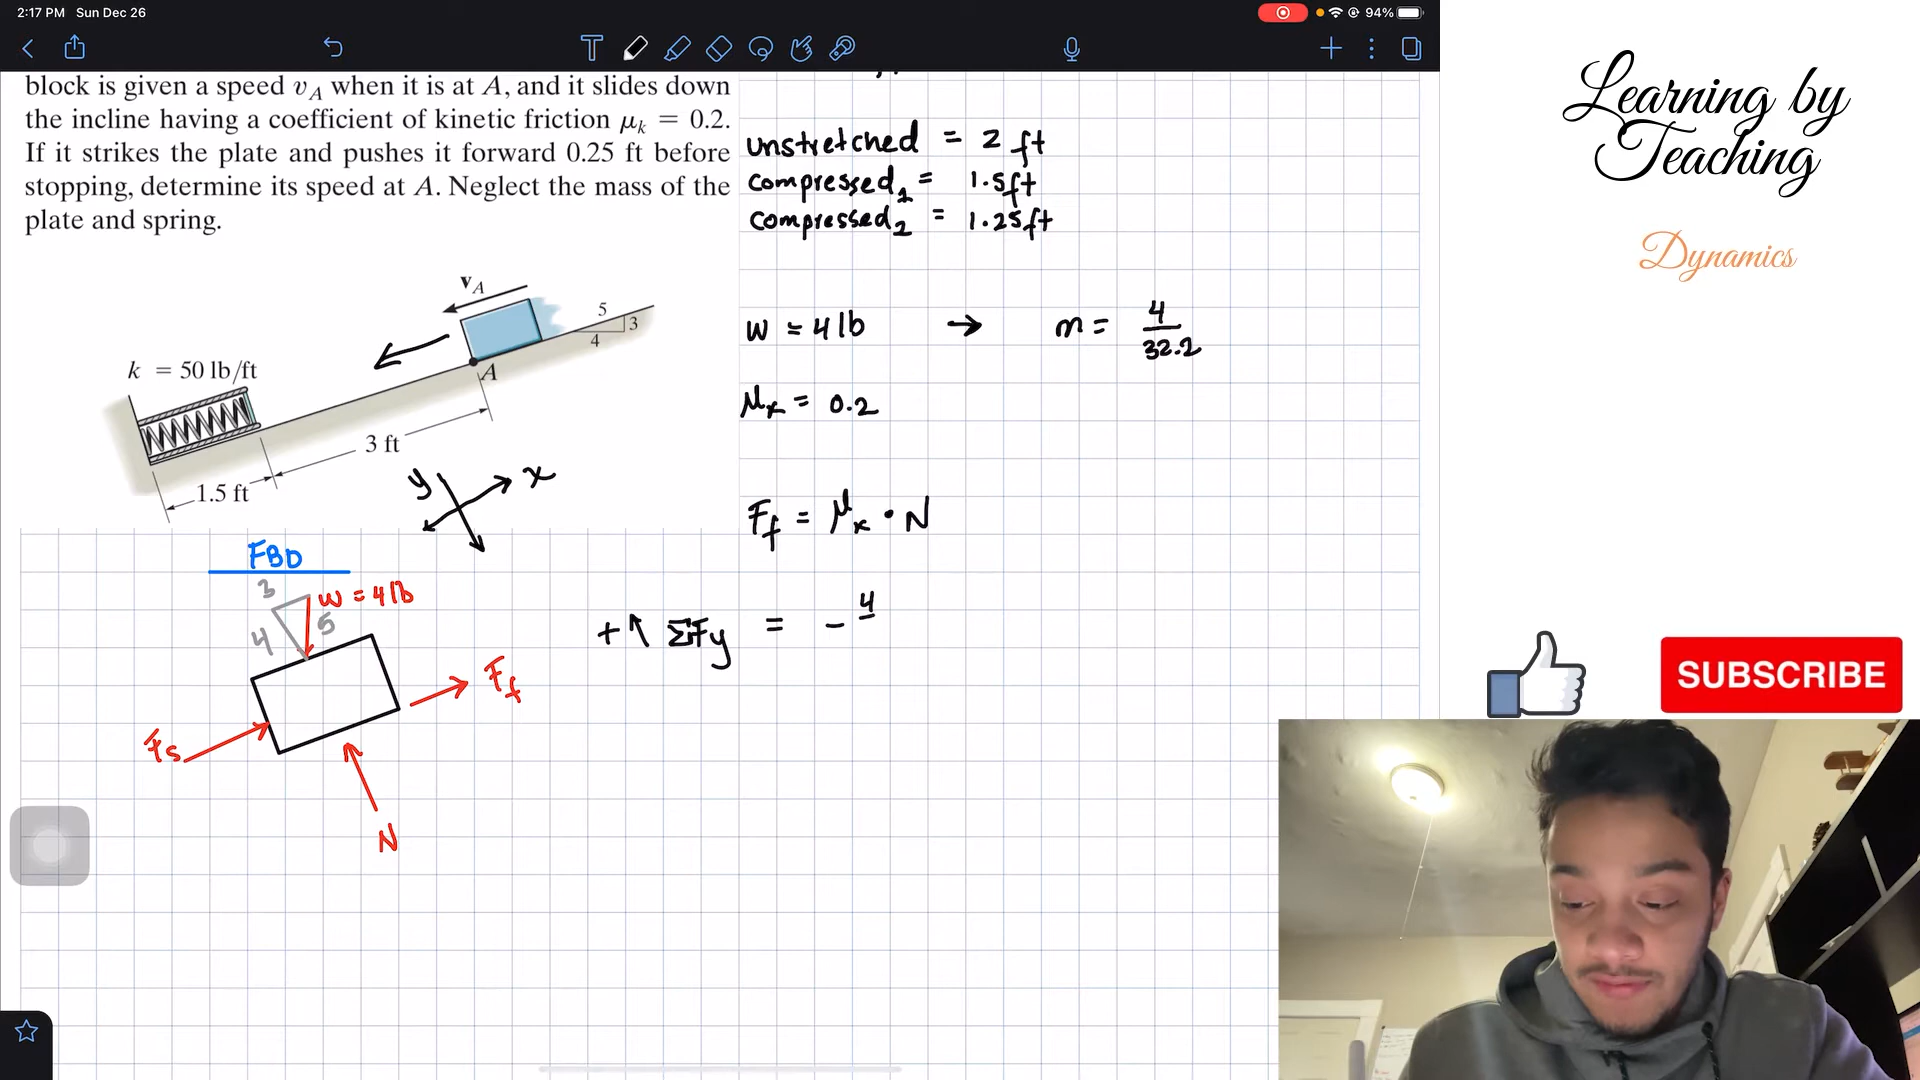 2:17 PM Sun Dec 26
94%
block is given a speed v_A when it is at A, and it slides down
the incline having a coefficient of kinetic friction μ_k = 0.2.
If it strikes the plate and pushes it forward 0.25 ft before
stopping, determine its speed at A. Neglect the mass of the
plate and spring.
v_A
5
3
4
A
k = 50 lb/ft
3 ft
1.5 ft
y
x
FBD
3
4
5
W = 4 lb
F_f
F_s
N
unstretched = 2 ft
compressed_1 = 1.5ft
compressed_2 = 1.25ft
W = 4 lb → m = 4/32.2
μ_k = 0.2
F_f = μ_k · N
+↑ ΣFy = - 4
Learning by
Teaching
Dynamics
SUBSCRIBE